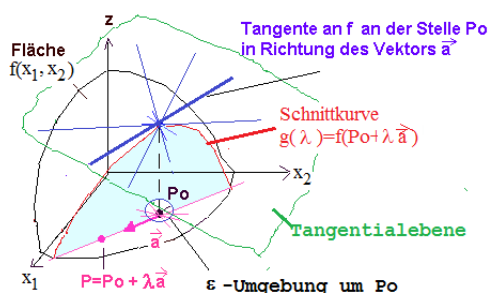 z
Tangente an f an der Stelle Po
in Richtung des Vektors a⃗
Fläche
f(x₁, x₂)
Schnittkurve
g(λ)=f(Po+λa⃗)
Po
x₂
a⃗
Tangentialebene
x₁
P=Po + λa⃗
ε-Umgebung um Po